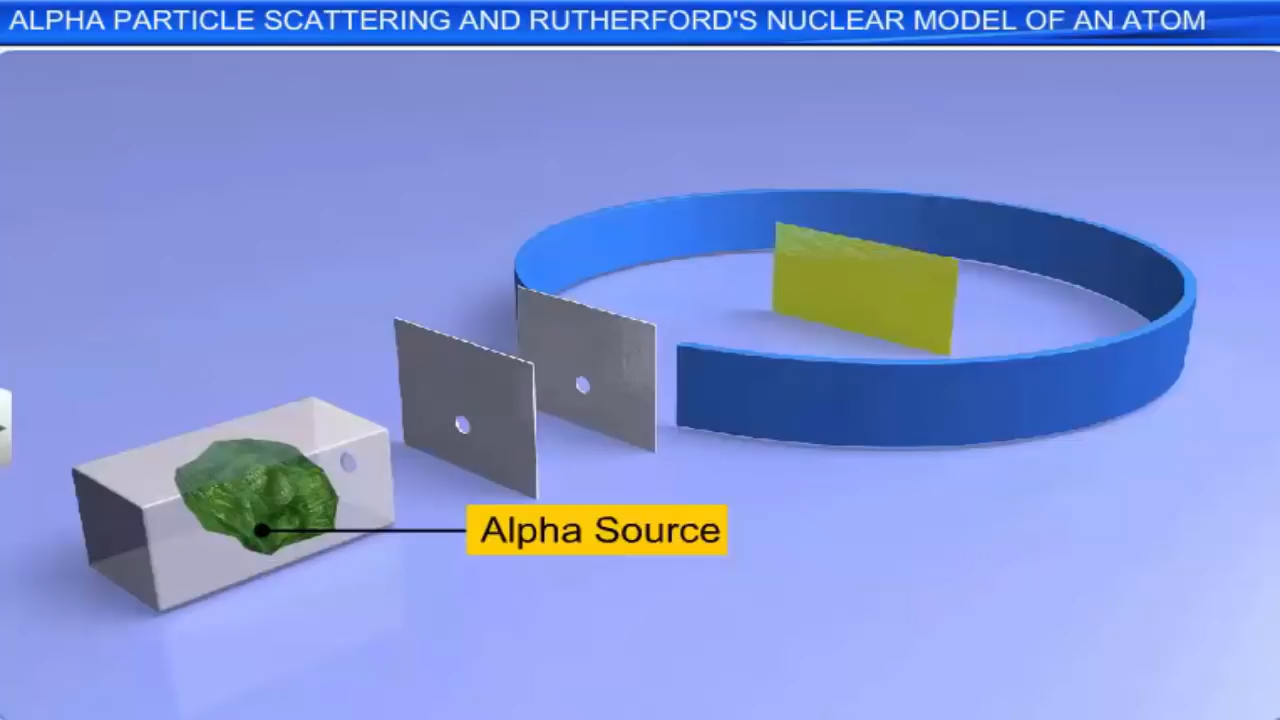 ALPHA PARTICLE SCATTERING AND RUTHERFORD'S NUCLEAR MODEL OF AN ATOM
Alpha Source